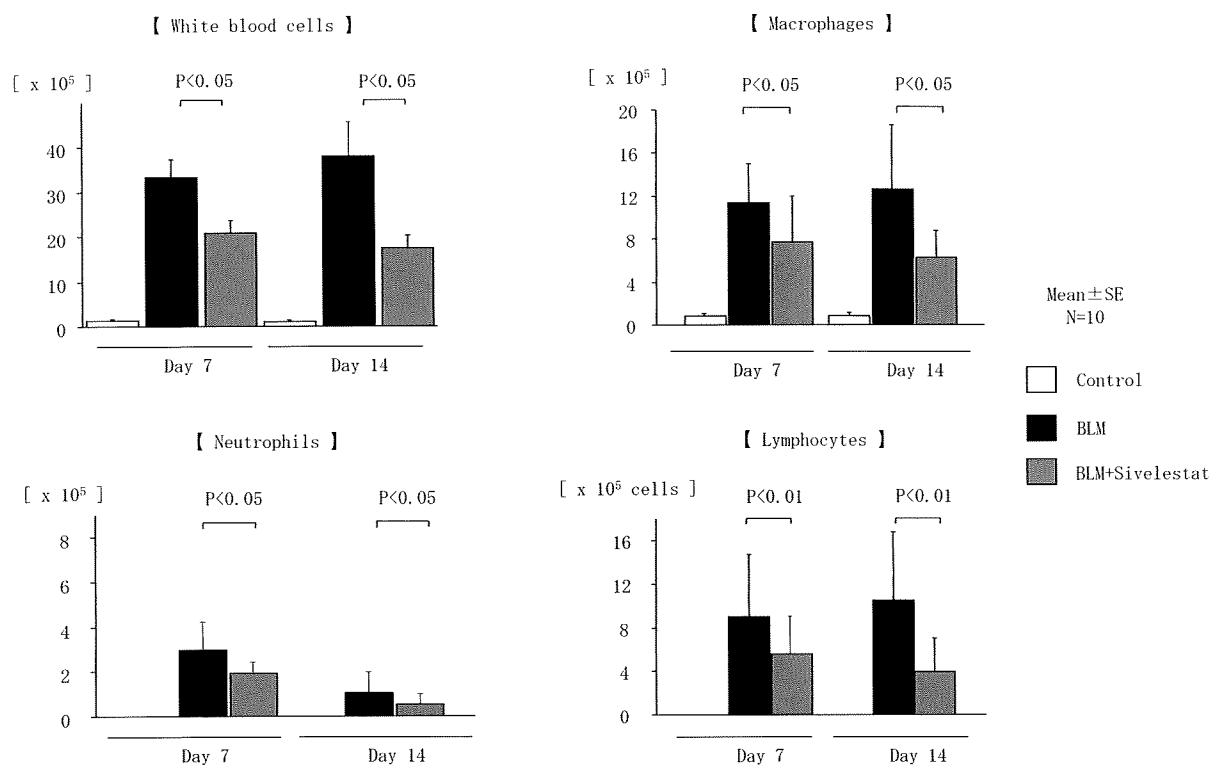 【 White blood cells 】
[ x 10⁵ ]
P<0.05
P<0.05
40
30
20
10
0
Day 7
Day 14
【 Macrophages 】
[ x 10⁵ ]
P<0.05
P<0.05
20
16
12
8
4
0
Day 7
Day 14
Mean±SE
N=10
Control
BLM
BLM+Sivelestat
【 Neutrophils 】
[ x 10⁵ ]
P<0.05
P<0.05
8
6
4
2
0
Day 7
Day 14
【 Lymphocytes 】
[ x 10⁵ cells ]
P<0.01
P<0.01
16
12
8
4
0
Day 7
Day 14